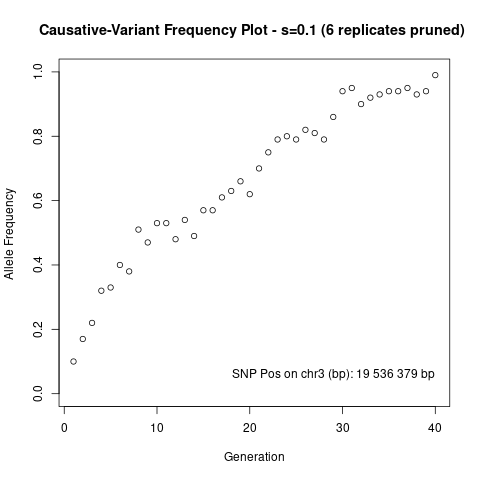 Causative-Variant Frequency Plot - s=0.1 (6 replicates pruned)
Allele Frequency
1.0
0.8
0.6
0.4
0.2
0.0
SNP Pos on chr3 (bp): 19 536 379 bp
0 10 20 30 40
Generation